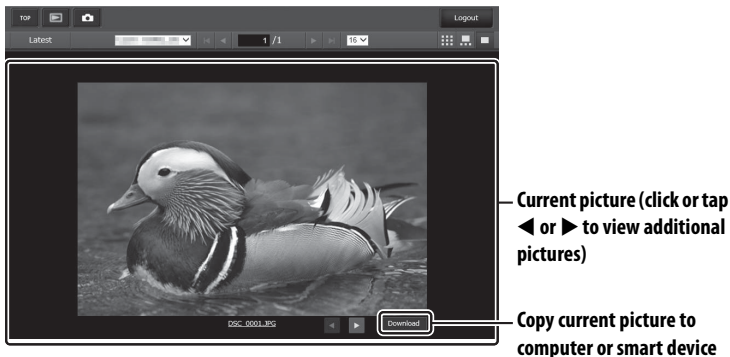 TOP
Logout
Latest
1 /1
16
Current picture (click or tap
◀ or ▶ to view additional
pictures)
DSC_0001.JPG
Download
Copy current picture to
computer or smart device